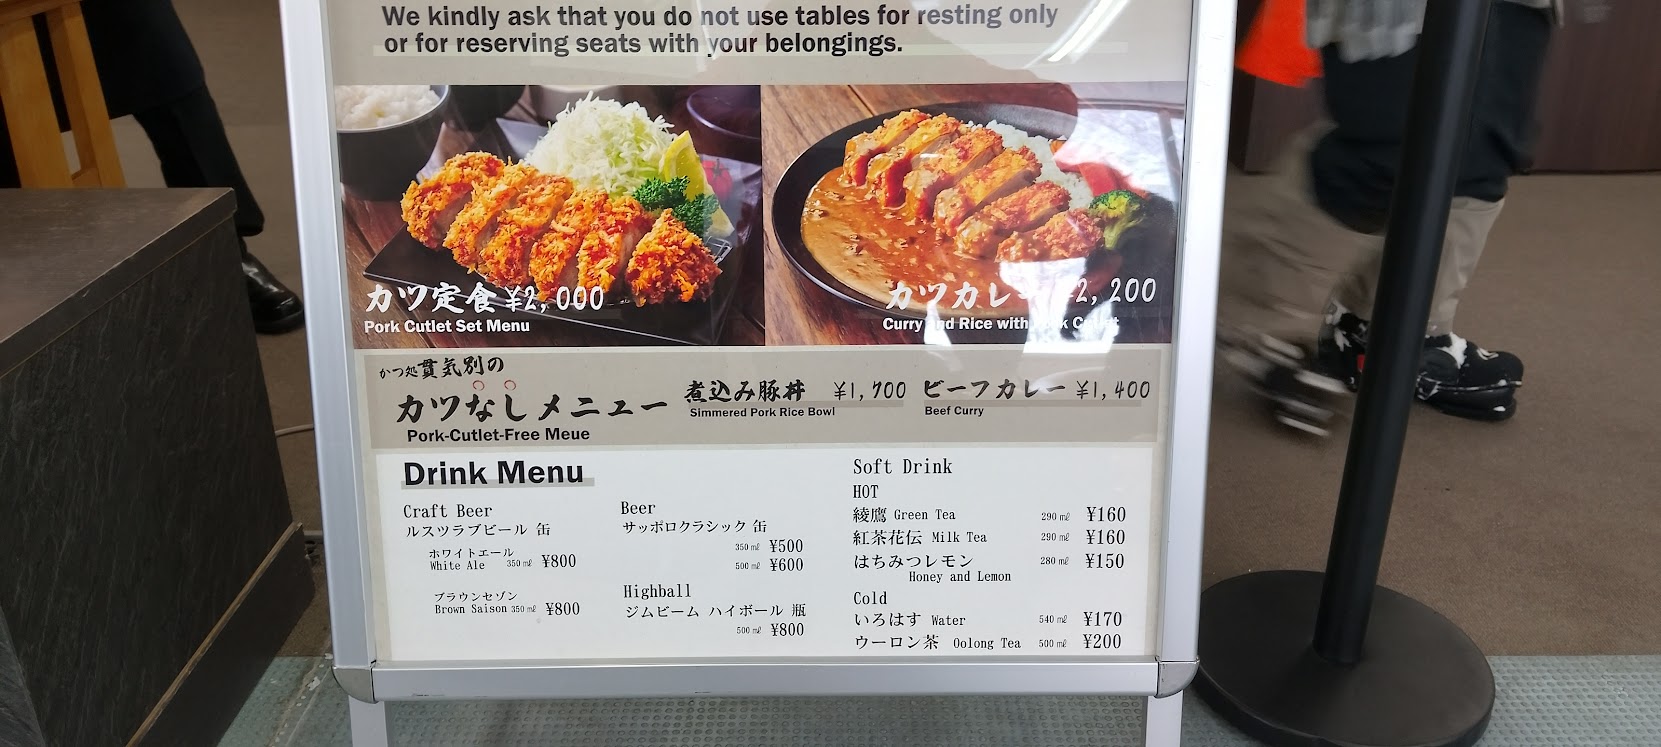 We kindly ask that you do not use tables for resting only
or for reserving seats with your belongings.
カツ定食 ¥2,000
Pork Cutlet Set Menu
カツカレ 2,200
Curry and Rice with Cutlet
かつ処貫気別の
カツなしメニュー
Pork-Cutlet-Free Meue
煮込み豚丼 ¥1,700
Simmered Pork Rice Bowl
ビーフカレー ¥1,400
Beef Curry
Drink Menu
Craft Beer
ルスツラブビール 缶
ホワイトエール
White Ale 350㎖ ¥800
ブラウンセゾン
Brown Saison 350㎖ ¥800
Beer
サッポロクラシック 缶
350㎖ ¥500
500㎖ ¥600
Highball
ジムビーム ハイボール 瓶
500㎖ ¥800
Soft Drink
HOT
綾鷹 Green Tea 290㎖ ¥160
紅茶花伝 Milk Tea 290㎖ ¥160
はちみつレモン 280㎖ ¥150
Honey and Lemon
Cold
いろはす Water 540㎖ ¥170
ウーロン茶 Oolong Tea 500㎖ ¥200